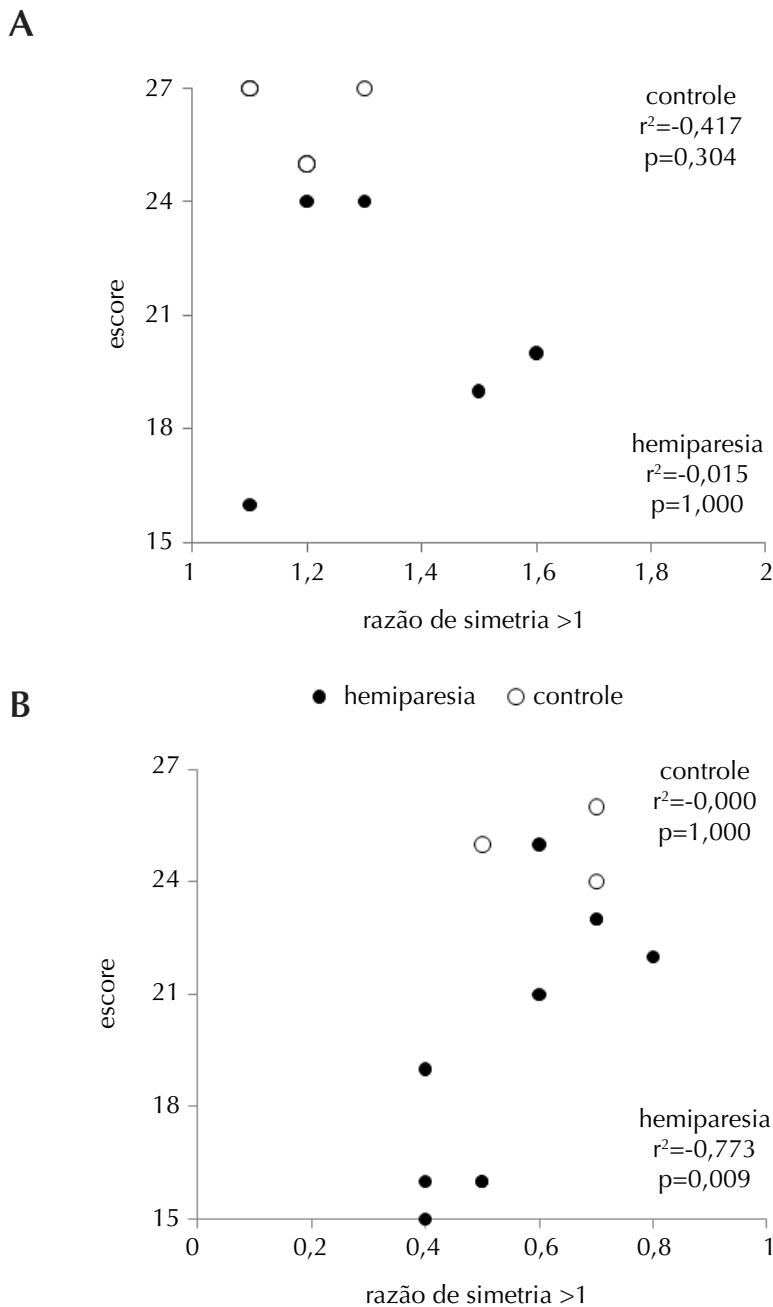 A
27
24
21
18
15
escore
controle
r²=-0,417
p=0,304
hemiparesia
r²=-0,015
p=1,000
1 1,2 1,4 1,6 1,8 2
razão de simetria >1
B
hemiparesia controle
27
24
21
18
15
escore
controle
r²=-0,000
p=1,000
hemiparesia
r²=-0,773
p=0,009
0 0,2 0,4 0,6 0,8 1
razão de simetria >1